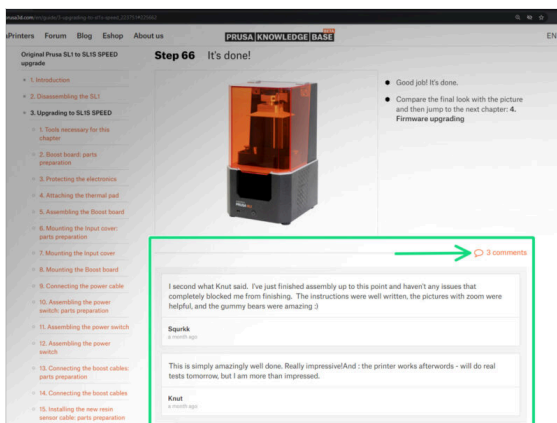 Printers Forum Blog Eshop About us
PRUSA KNOWLEDGE BASE
EN
Original Prusa SL1 to SL1S SPEED
upgrade
1. Introduction
2. Disassembling the SL1
3. Upgrading to SL1S SPEED
1. Tools necessary for this
chapter
2. Boost board: parts
preparation
3. Protecting the electronics
4. Attaching the thermal pad
5. Assembling the Boost board
6. Mounting the Input cover:
parts preparation
7. Mounting the Input cover
8. Mounting the Boost board
9. Connecting the power cable
10. Assembling the power
switch: parts preparation
11. Assembling the power switch
12. Assembling the power
switch
13. Connecting the boost cables:
parts preparation
14. Connecting the boost cables
15. Installing the new resin
sensor cable: parts preparation
Step 66 It's done!
Good job! It's done.
Compare the final look with the picture
and then jump to the next chapter: 4.
Firmware upgrading
3 comments
I second what Knut said. I've just finished assembly up to this point and haven't any issues that
completely blocked me from finishing. The instructions were well written, the pictures with zoom were
helpful, and the gummy bears were amazing :)
Squrkk
a month ago
This is simply amazingly well done. Really impressive!And : the printer works afterwords - will do real
tests tomorrow, but I am more than impressed.
Knut
a month ago